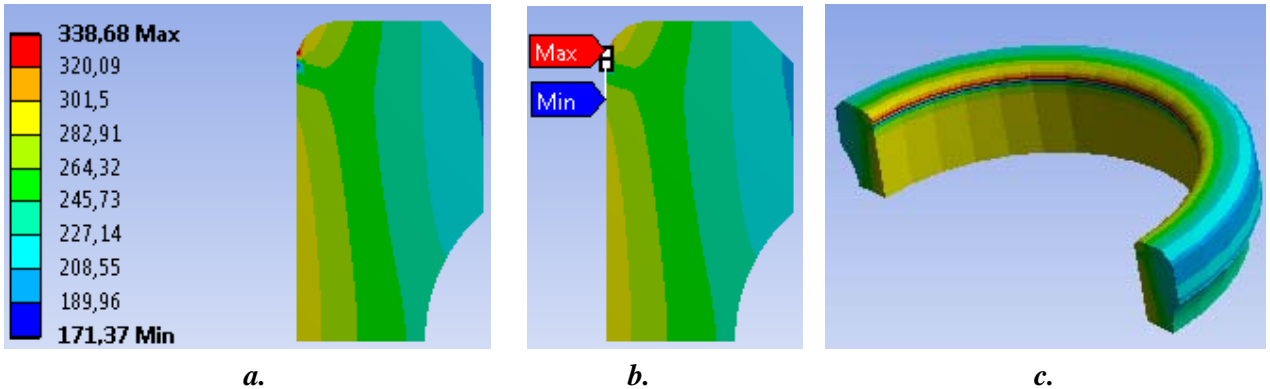 338,68 Max
320,09
301,5
282,91
264,32
245,73
227,14
208,55
189,96
171,37 Min
Max
Min
a.
b.
c.